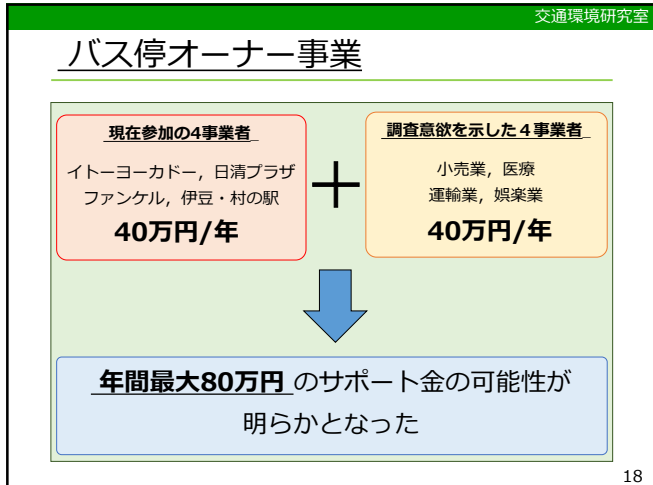 交通環境研究室
バス停オーナー事業
現在参加の4事業者
イトーヨーカドー，日清プラザ
ファンケル，伊豆・村の駅
40万円/年
＋
調査意欲を示した４事業者
小売業，医療
運輸業，娯楽業
40万円/年
年間最大80万円 のサポート金の可能性が
明らかとなった
18